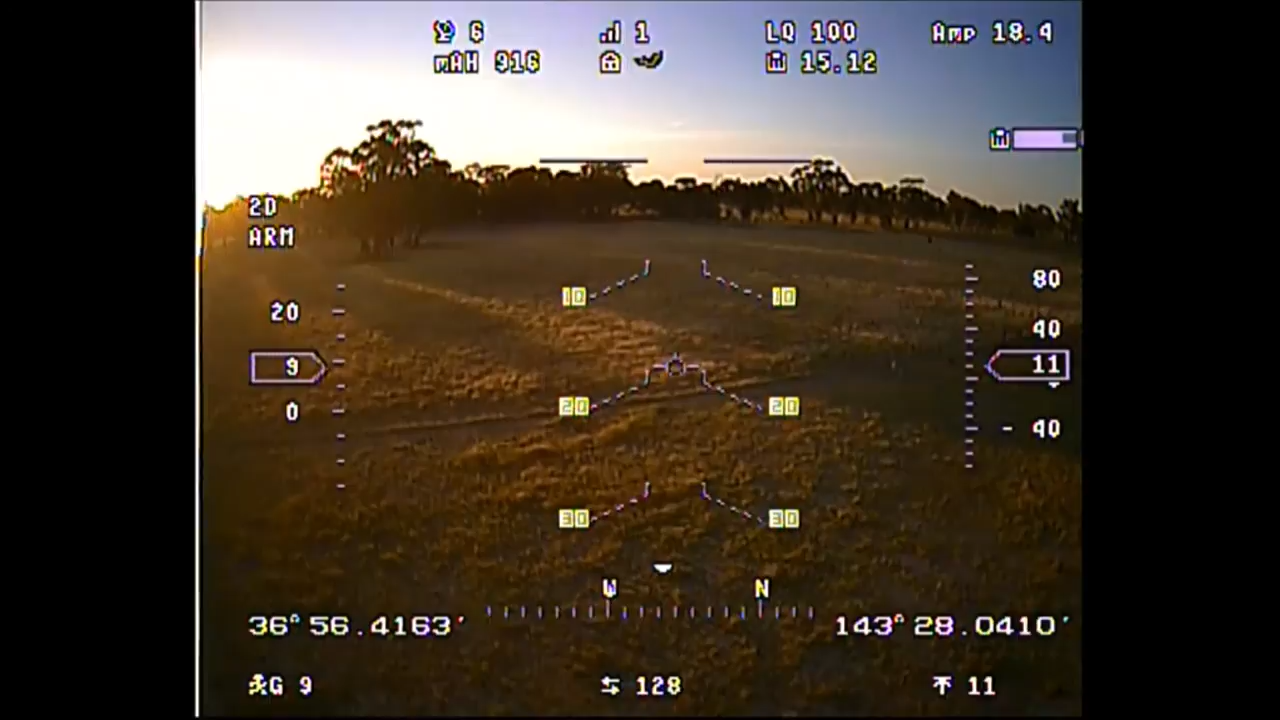 6 1 LQ 100 Amp 18.4
mAH 916 15.12
2D
ARM
80
10 10
20 40
9 11
20 20
0 - 40
30 30
W N
36° 56.4163' 143° 28.0410'
G 9 128 11